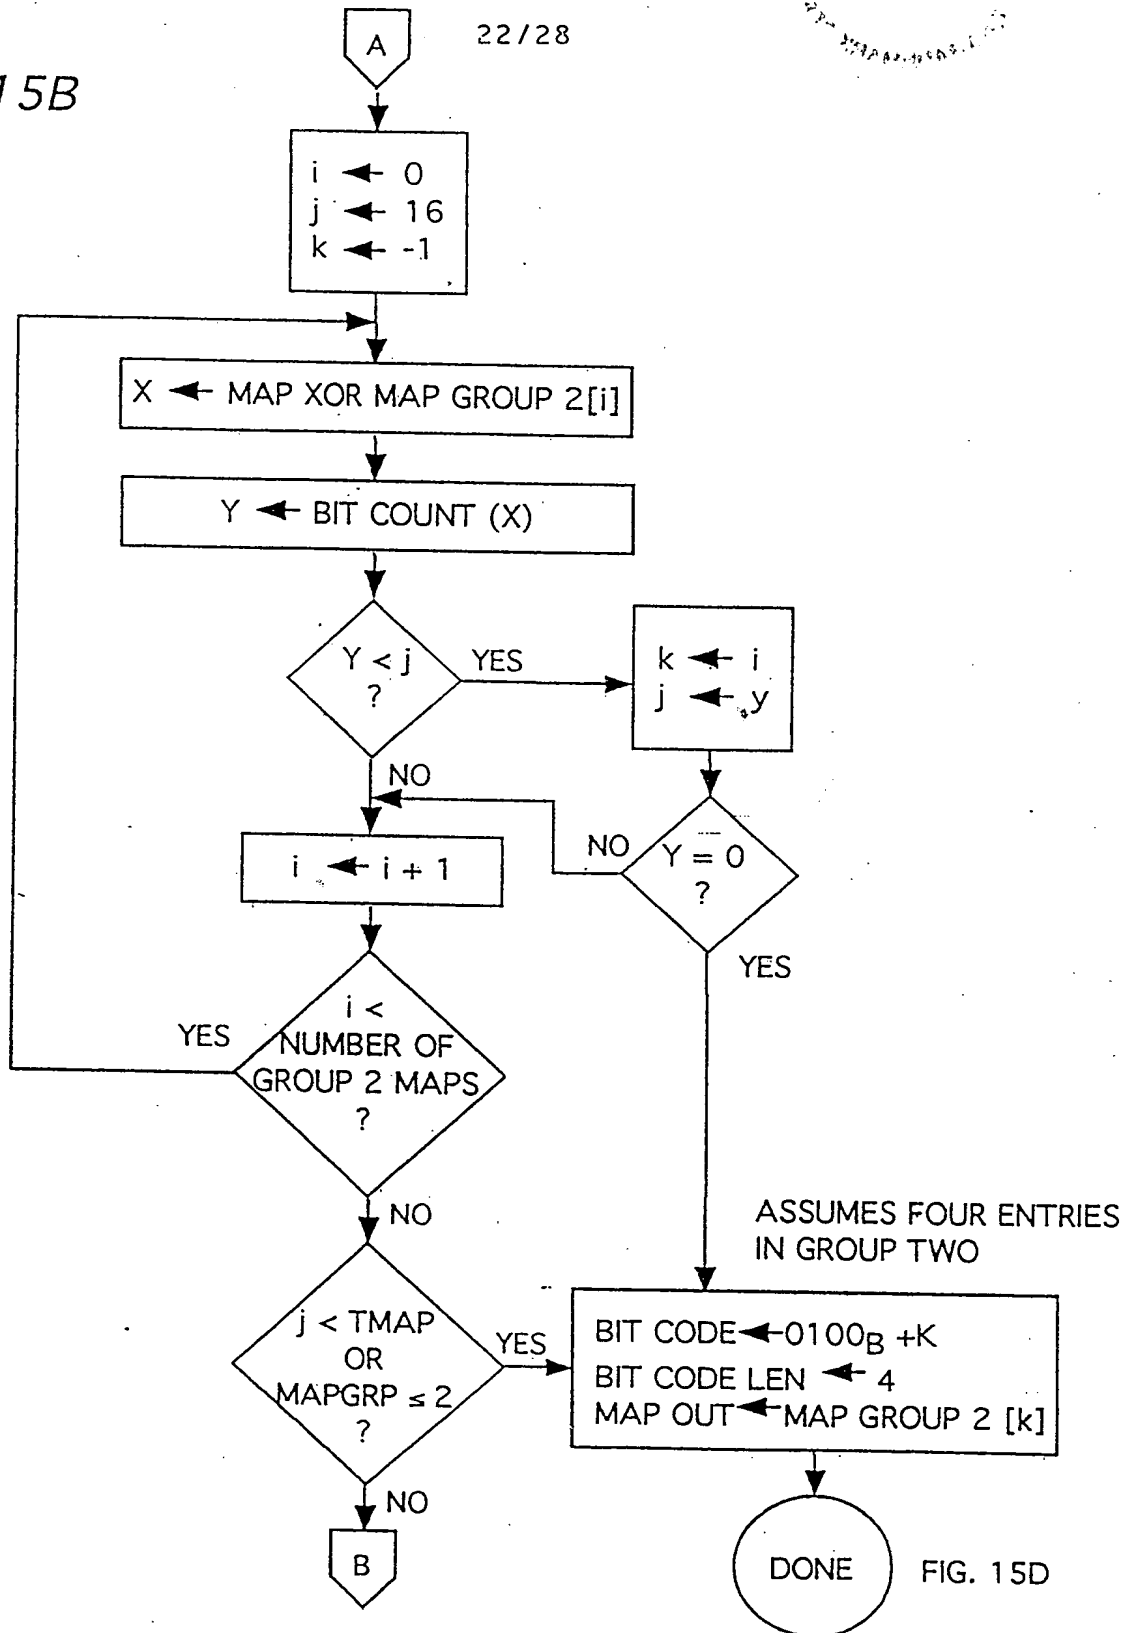 A
22/28
15B
i ← 0
j ← 16
k ← -1
X ← MAP XOR MAP GROUP 2[i]
Y ← BIT COUNT (X)
Y < j
?
YES
k ← i
j ← y
NO
i ← i + 1
NO
Y = 0
?
YES
YES
i <
NUMBER OF
GROUP 2 MAPS
?
NO
ASSUMES FOUR ENTRIES
IN GROUP TWO
j < TMAP
OR
MAPGRP ≤ 2
?
YES
BIT CODE←0100B +K
BIT CODE LEN ← 4
MAP OUT←MAP GROUP 2 [k]
NO
B
DONE
FIG. 15D